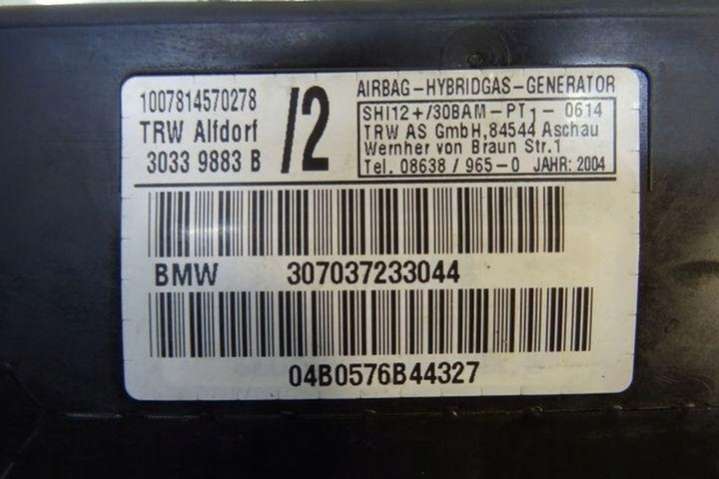 1007814570278
TRW Alfdorf
3033 9883 B
/2
AIRBAG-HYBRIDGAS-GENERATOR
SHI12+/30BAM-PT1- 0614
TRW AS GmbH, 84544 Aschau
Wernher von Braun Str.1
Tel. 08638 / 965-0 JAHR: 2004
BMW 307037233044
04B0576B44327